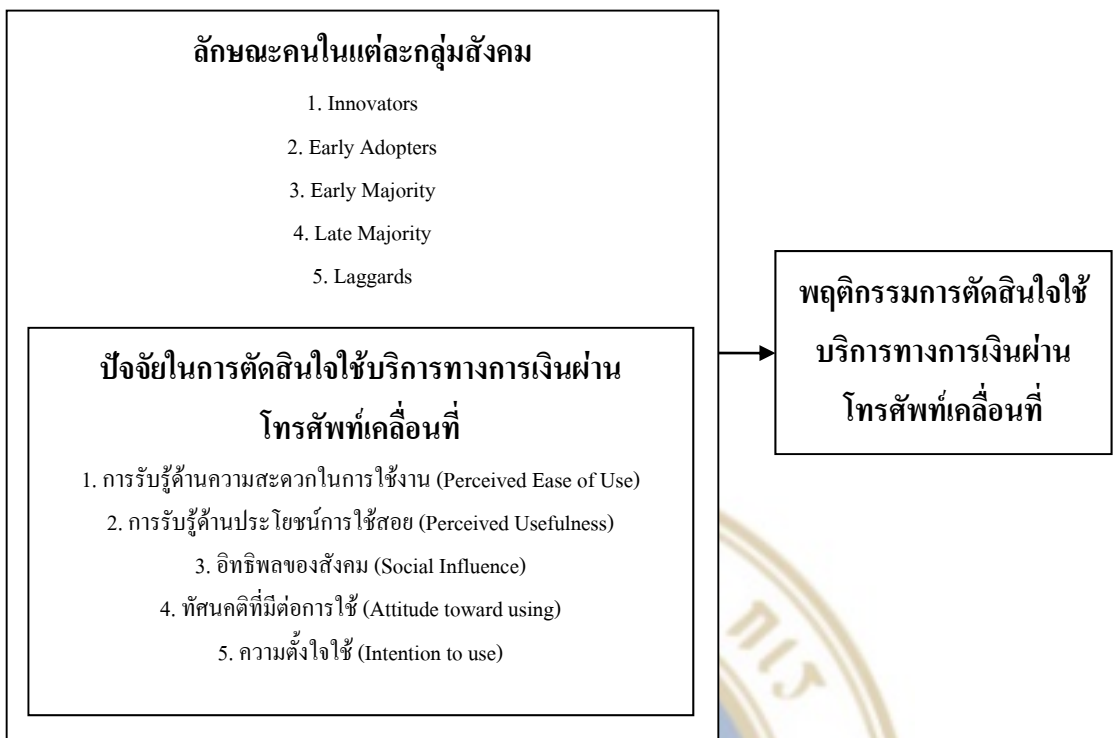 ลักษณะคนในแต่ละกลุ่มสังคม
1. Innovators
2. Early Adopters
3. Early Majority
4. Late Majority
5. Laggards
ปัจจัยในการตัดสินใจใช้บริการทางการเงินผ่าน
โทรศัพท์เคลื่อนที่
1. การรับรู้ด้านความสะดวกในการใช้งาน (Perceived Ease of Use)
2. การรับรู้ด้านประโยชน์การใช้สอย (Perceived Usefulness)
3. อิทธิพลของสังคม (Social Influence)
4. ทัศนคติที่มีต่อการใช้ (Attitude toward using)
5. ความตั้งใจใช้ (Intention to use)
พฤติกรรมการตัดสินใจใช้
บริการทางการเงินผ่าน
โทรศัพท์เคลื่อนที่